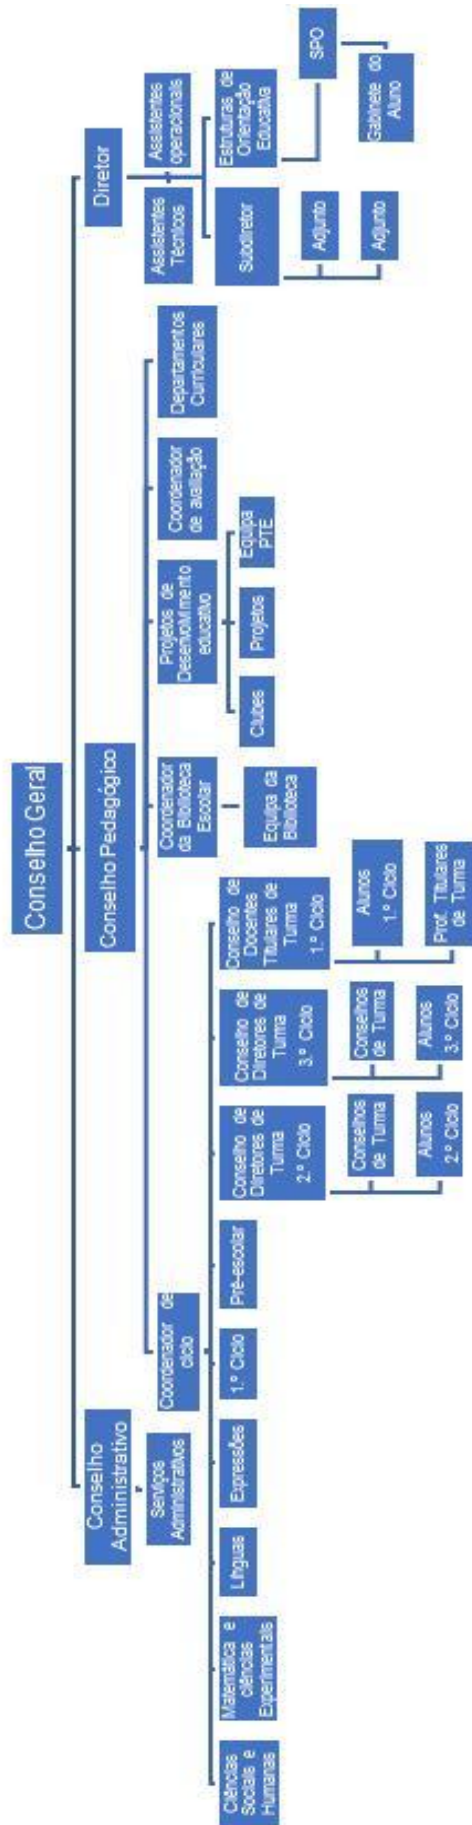 Conselho Geral
Conselho
Administrativo
Conselho Pedagógico
Diretor
Serviços
Administrativos
Coordenador de
ciclo
Coordenador
da Biblioteca
Escolar
Projetos de
Desenvolvimento
educativo
Coordenador
de avaliação
Departamentos
Curriculares
Assistentes
Técnicos
Assistentes
operacionais
Ciências
Sociais e
Humanas
Matemática e
ciências
Experimentais
Línguas
Expressões
1.º Ciclo
Pré-escolar
Conselho de
Diretores de
Turma
2.º Ciclo
Conselho de
Diretores de
Turma
3.º Ciclo
Conselho de
Docentes
Titulares de
Turma
1.º Ciclo
Equipa da
Biblioteca
Clubes
Projetos
Equipa
PTE
Subdiretor
Estruturas de
Orientação
Educativa
Conselhos
de Turma
Alunos
2.º Ciclo
Conselhos
de Turma
Alunos
3.º Ciclo
Alunos
1.º Ciclo
Prof. Titulares
de Turma
Adjunto
Adjunto
SPO
Gabinete do
Aluno